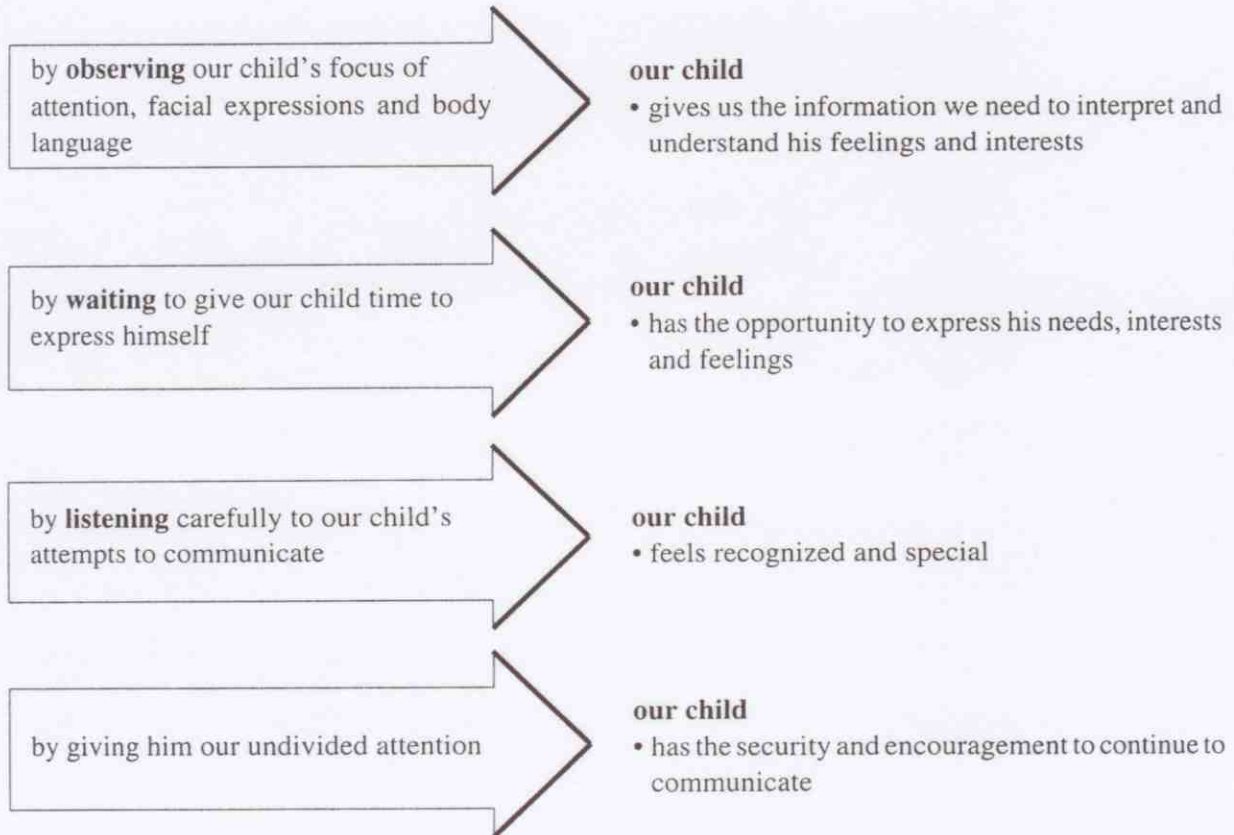 by observing our child's focus of
attention, facial expressions and body
language
our child
• gives us the information we need to interpret and
understand his feelings and interests
by waiting to give our child time to
express himself
our child
• has the opportunity to express his needs, interests
and feelings
by listening carefully to our child's
attempts to communicate
our child
• feels recognized and special
by giving him our undivided attention
our child
• has the security and encouragement to continue to
communicate